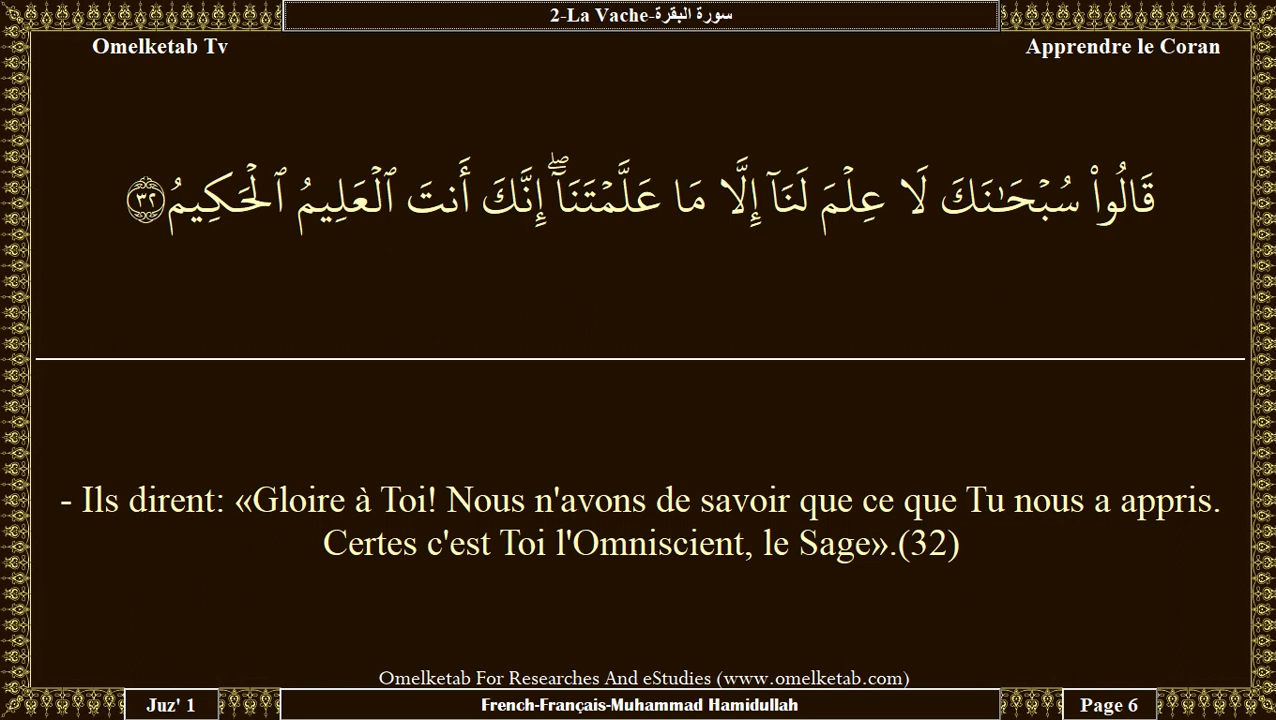 2-La Vache-سورة البقرة
Omelketab Tv
Apprendre le Coran
قَالُوا۟ سُبْحَـٰنَكَ لَا عِلْمَ لَنَآ إِلَّا مَا عَلَّمْتَنَآ ۖ إِنَّكَ أَنتَ ٱلْعَلِيمُ ٱلْحَكِيمُ ٣٢
- Ils dirent: «Gloire à Toi! Nous n'avons de savoir que ce que Tu nous a appris.
Certes c'est Toi l'Omniscient, le Sage».(32)
Omelketab For Researches And eStudies (www.omelketab.com)
Juz' 1
French-Français-Muhammad Hamidullah
Page 6